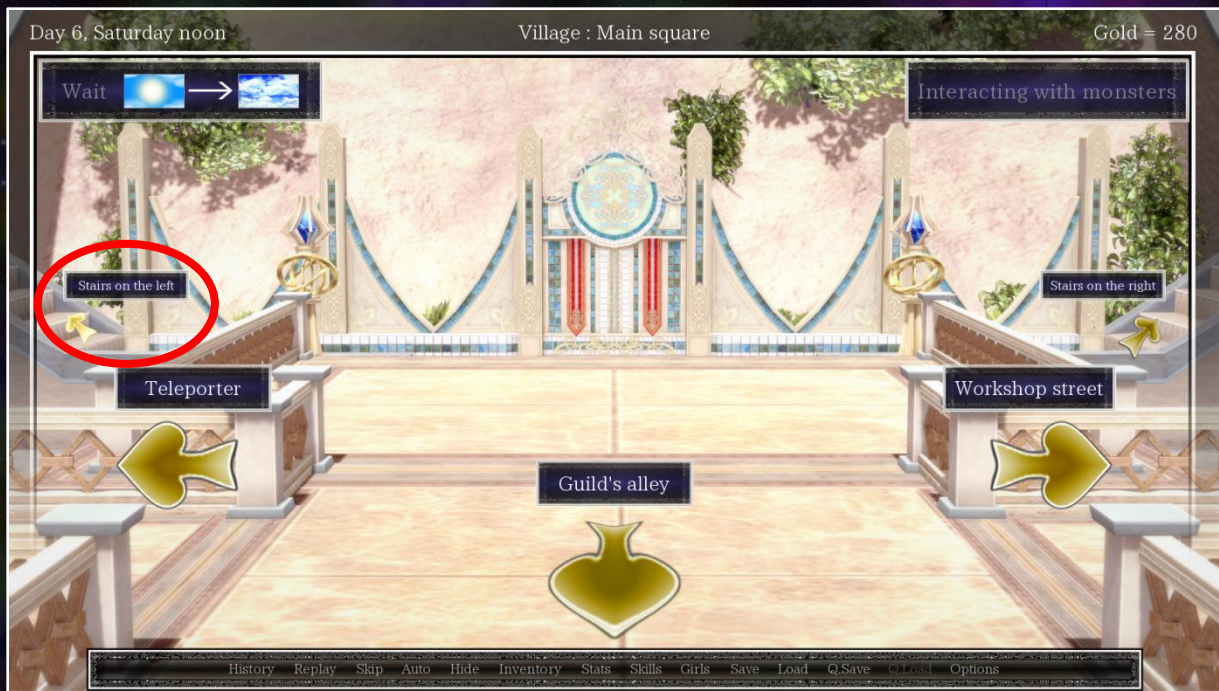 Day 6, Saturday noon
Village : Main square
Gold = 280
Wait
Interacting with monsters
Stairs on the left
Stairs on the right
Teleporter
Workshop street
Guild's alley
History Replay Skip Auto Hide Inventory Stats Skills Girls Save Load Q.Save Q.Load Options